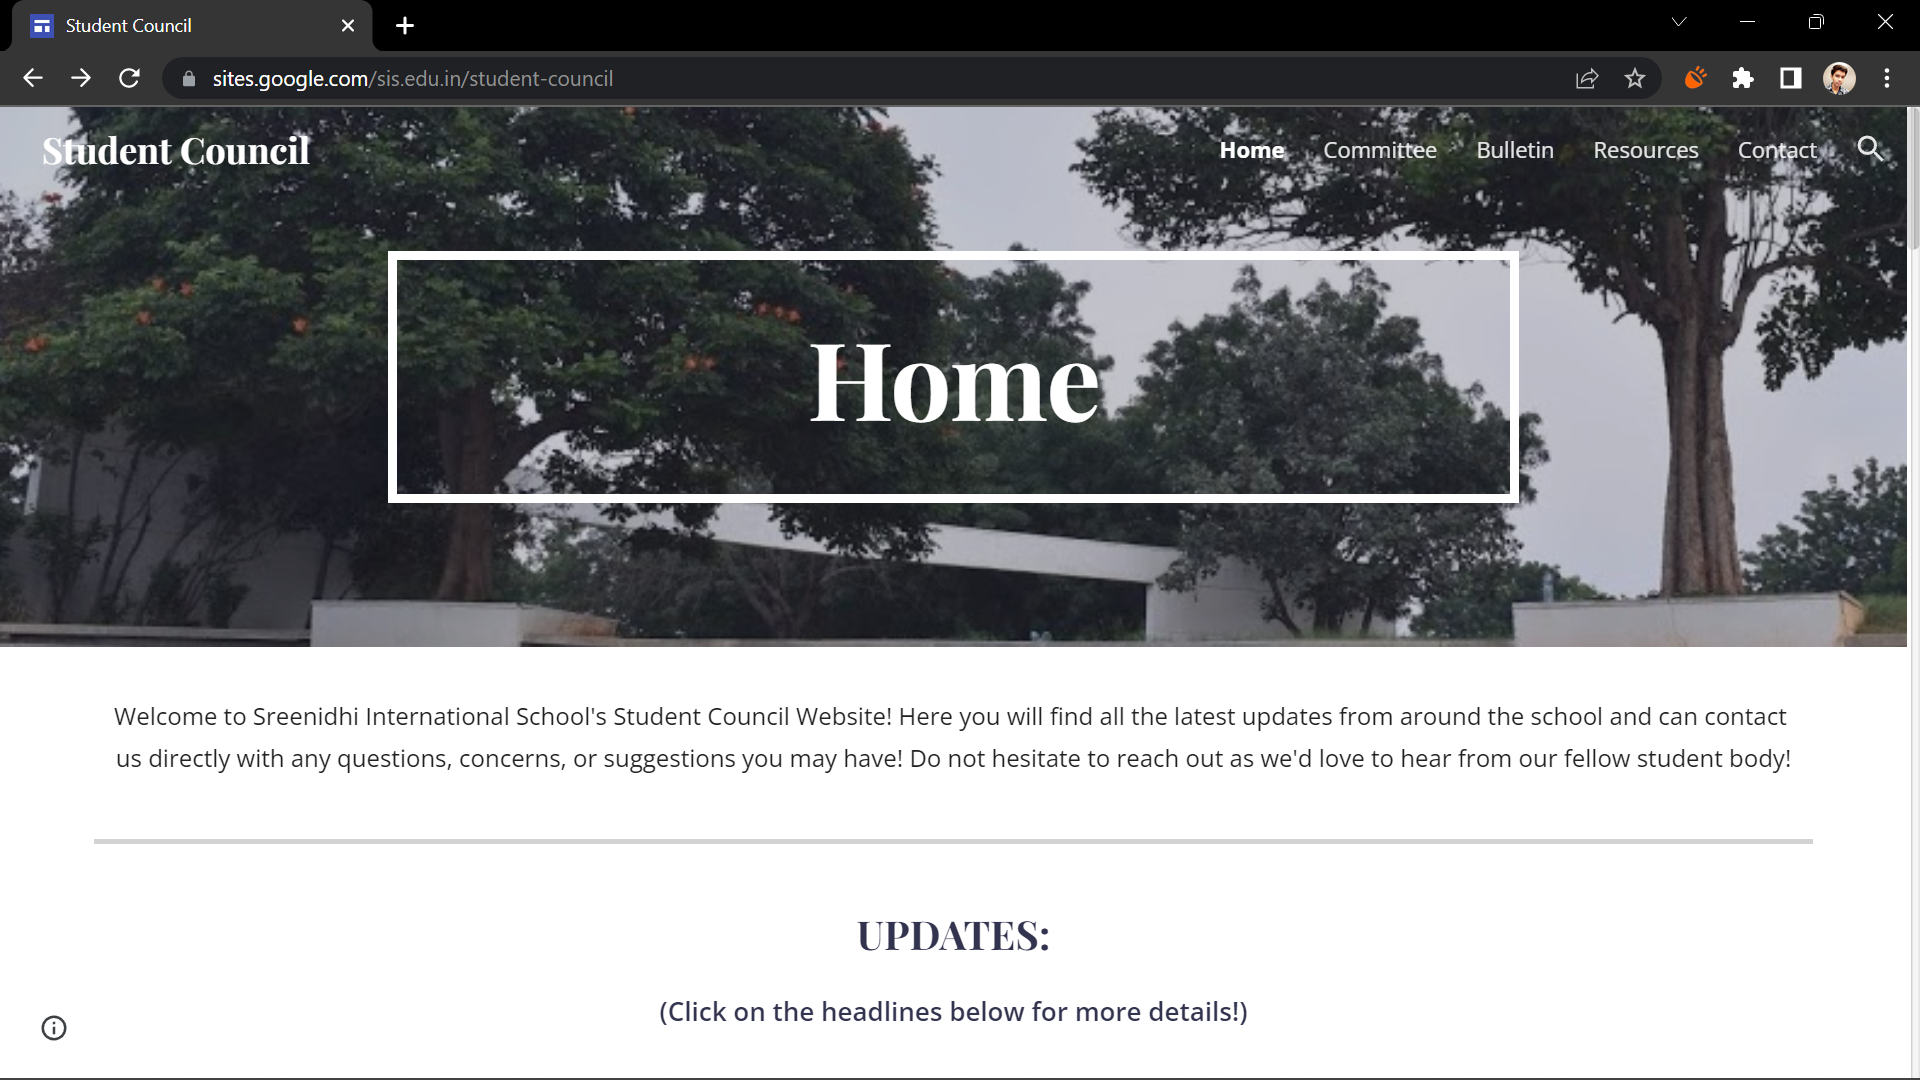 Student Council
sites.google.com/sis.edu.in/student-council
Student Council
Home Committee Bulletin Resources Contact
Home
Welcome to Sreenidhi International School's Student Council Website! Here you will find all the latest updates from around the school and can contact
us directly with any questions, concerns, or suggestions you may have! Do not hesitate to reach out as we'd love to hear from our fellow student body!
UPDATES:
(Click on the headlines below for more details!)